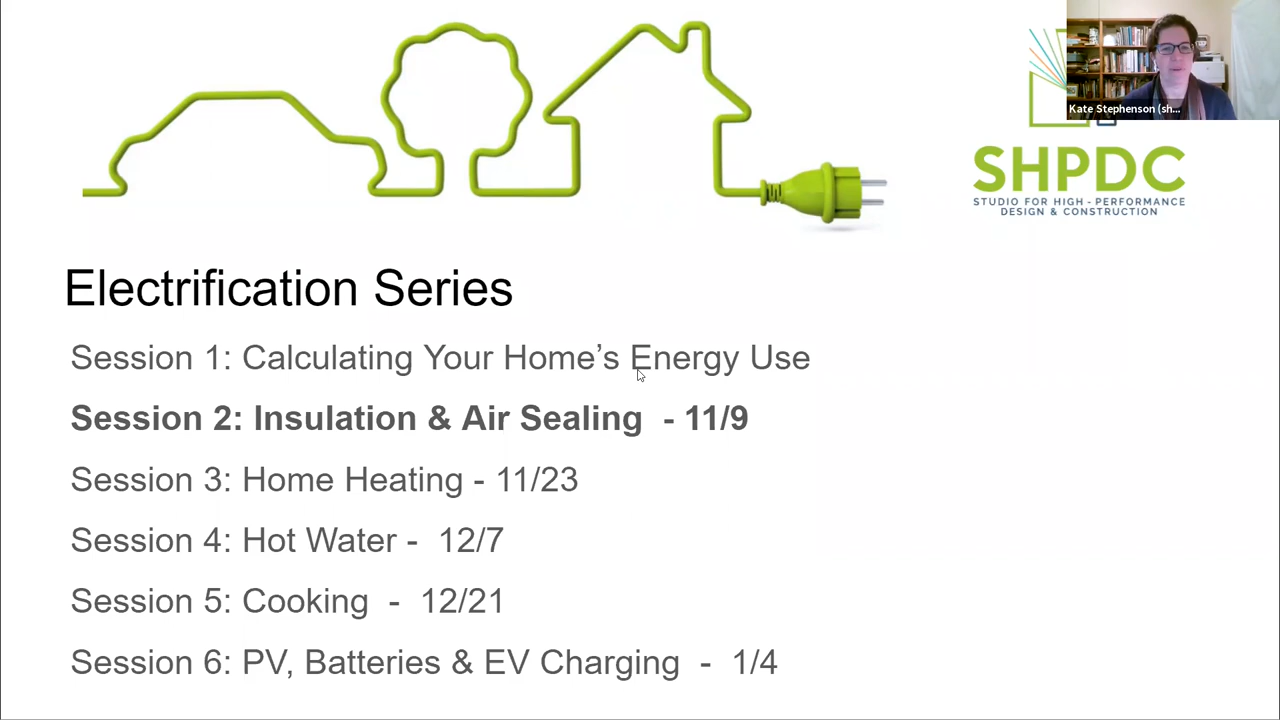 Kate Stephenson (sh...
SHPDC
STUDIO FOR HIGH - PERFORMANCE
DESIGN & CONSTRUCTION
Electrification Series
Session 1: Calculating Your Home’s Energy Use
Session 2: Insulation & Air Sealing  - 11/9
Session 3: Home Heating - 11/23
Session 4: Hot Water -  12/7
Session 5: Cooking  -  12/21
Session 6: PV, Batteries & EV Charging  -  1/4